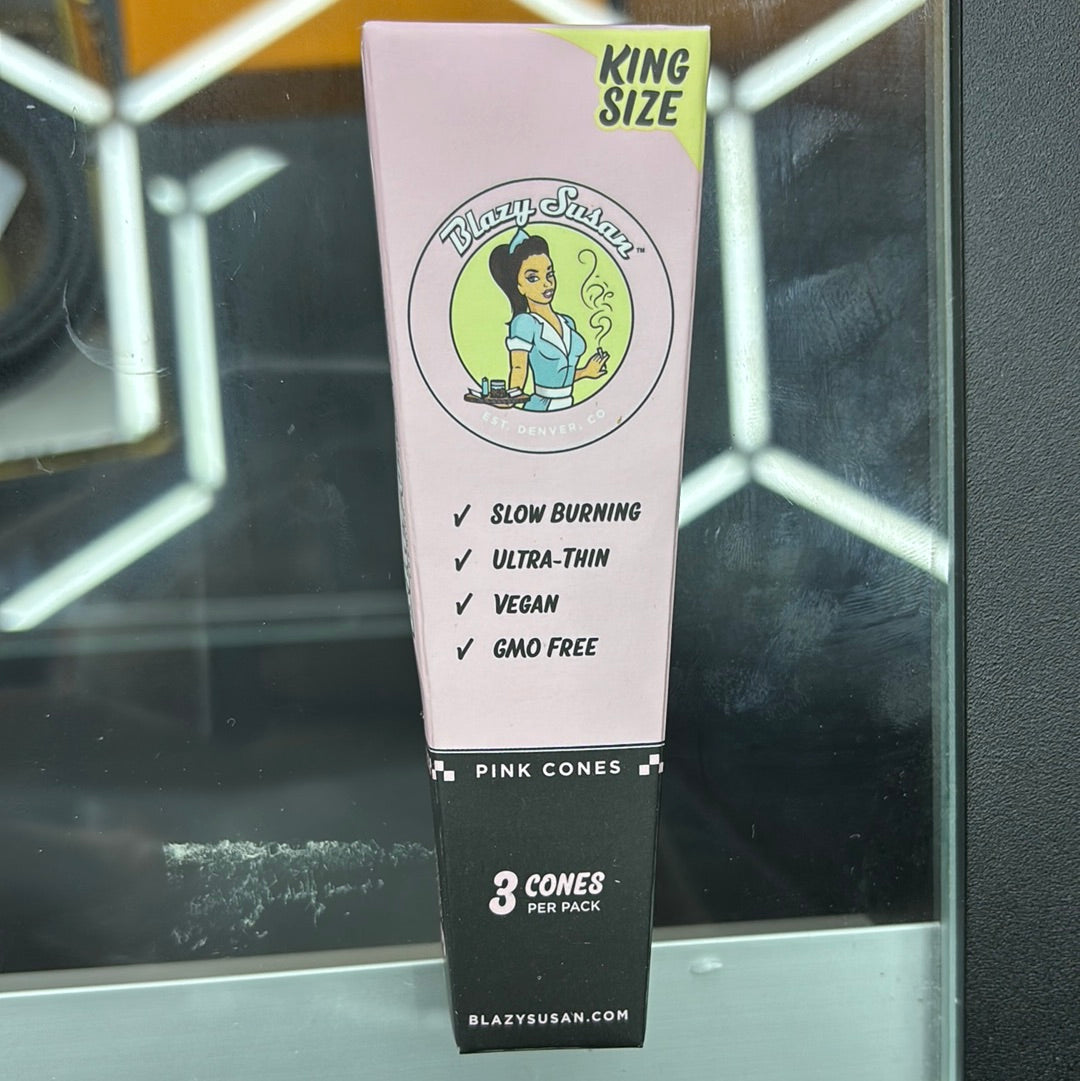 KING
SIZE
Blazy Susan™
EST. DENVER, CO
✓ SLOW BURNING
✓ ULTRA-THIN
✓ VEGAN
✓ GMO FREE
PINK CONES
3 CONES
PER PACK
BLAZYSUSAN.COM